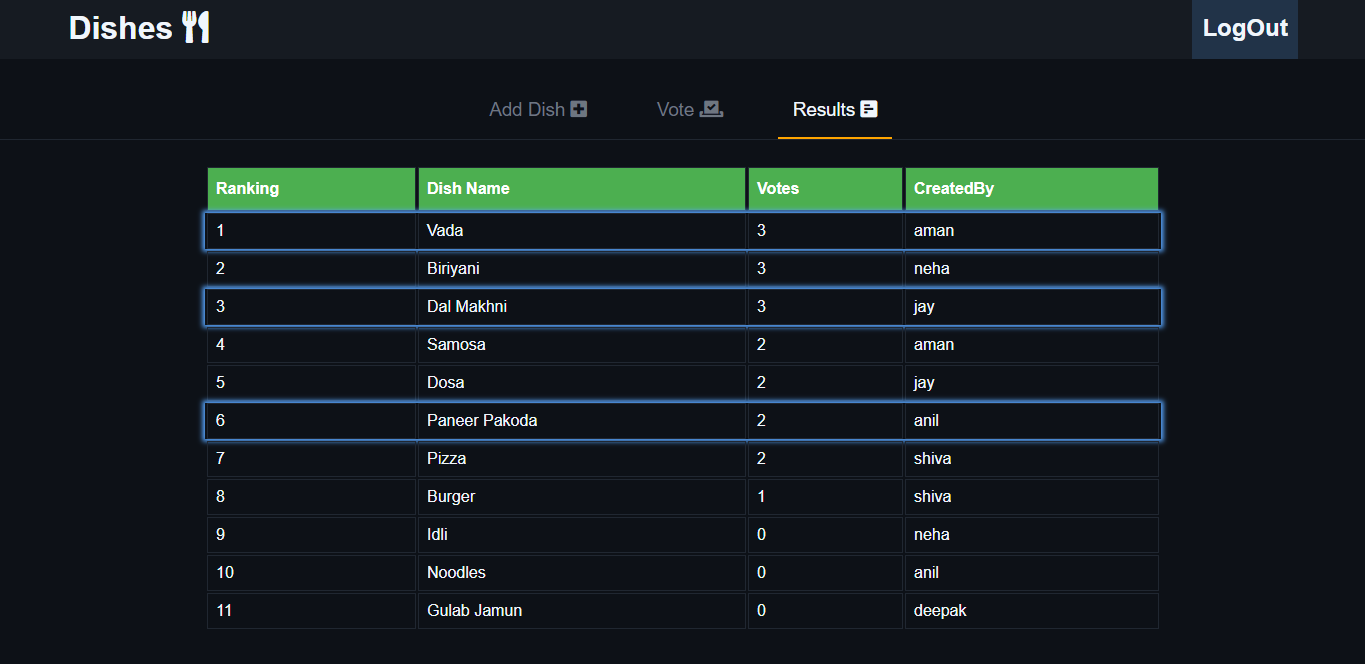 Dishes
LogOut
Add Dish
Vote
Results
Ranking Dish Name Votes CreatedBy
1 Vada 3 aman
2 Biriyani 3 neha
3 Dal Makhni 3 jay
4 Samosa 2 aman
5 Dosa 2 jay
6 Paneer Pakoda 2 anil
7 Pizza 2 shiva
8 Burger 1 shiva
9 Idli 0 neha
10 Noodles 0 anil
11 Gulab Jamun 0 deepak